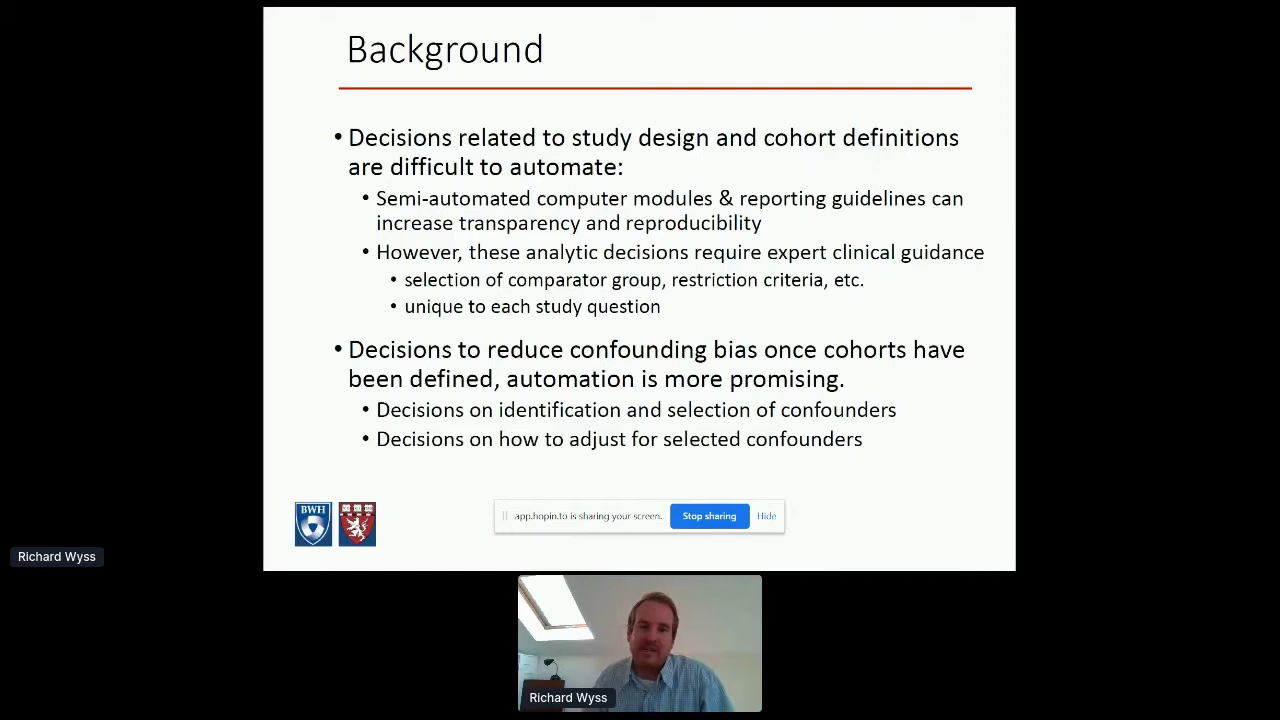 Background
• Decisions related to study design and cohort definitions
are difficult to automate:
• Semi-automated computer modules & reporting guidelines can
increase transparency and reproducibility
• However, these analytic decisions require expert clinical guidance
• selection of comparator group, restriction criteria, etc.
• unique to each study question
• Decisions to reduce confounding bias once cohorts have
been defined, automation is more promising.
• Decisions on identification and selection of confounders
• Decisions on how to adjust for selected confounders
BWH
app.hopin.to is sharing your screen. Stop sharing Hide
Richard Wyss
Richard Wyss